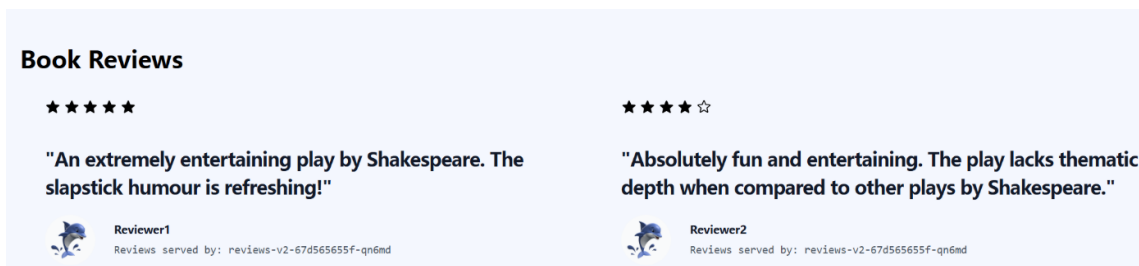 Book Reviews
"An extremely entertaining play by Shakespeare. The
slapstick humour is refreshing!"
Reviewer1
Reviews served by: reviews-v2-67d565655f-qn6md
"Absolutely fun and entertaining. The play lacks thematic
depth when compared to other plays by Shakespeare."
Reviewer2
Reviews served by: reviews-v2-67d565655f-qn6md